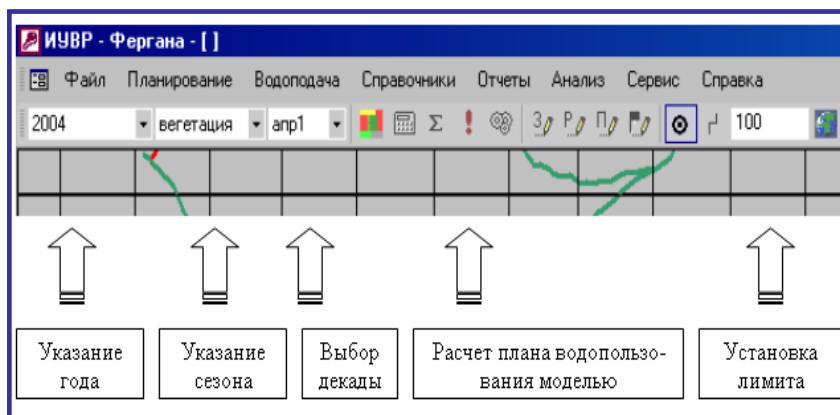 ИУВР - Фергана - [ ]
Файл Планирование Водоподача Справочники Отчеты Анализ Сервис Справка
2004 вегетация апр1 Σ ! З Р П 100
Указание года
Указание сезона
Выбор декады
Расчет плана водопользо-
вания моделью
Установка лимита